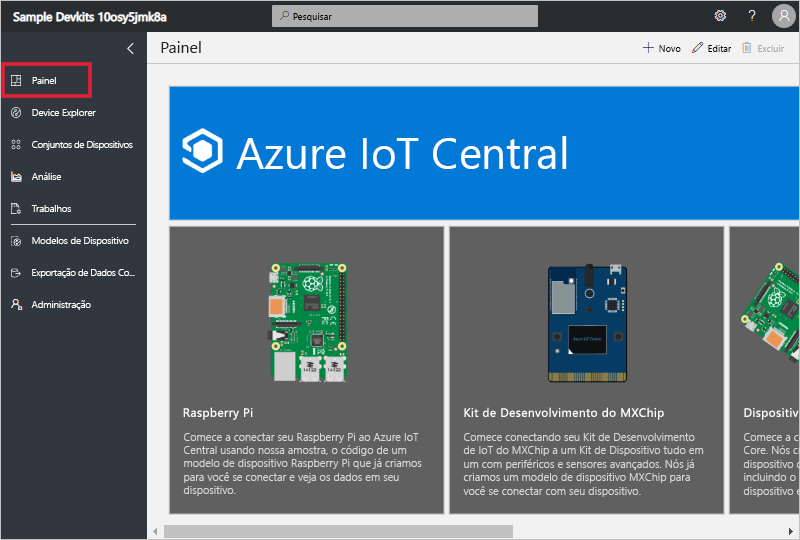 Sample Devkits 10osy5jmk8a
Pesquisar
?
Painel
Novo
Editar
Excluir
Painel
Device Explorer
Conjuntos de Dispositivos
Análise
Trabalhos
Modelos de Dispositivo
Exportação de Dados Co...
Administração
Azure IoT Central
Azure IoT Central
Raspberry Pi
Comece a conectar seu Raspberry Pi ao Azure IoT
Central usando nossa amostra, o código de um
modelo de dispositivo Raspberry Pi que já criamos
para você se conectar e veja os dados em seu
dispositivo.
Kit de Desenvolvimento do MXChip
Comece conectando seu Kit de Desenvolvimento
de IoT do MXChip a um Kit de Dispositivo tudo em
um com periféricos e sensores avançados. Nós já
criamos um modelo de dispositivo MXChip para
você se conectar com seu dispositivo.
Dispositiv
Comece a c
Core. Nós c
dispositivo
incluindo o
dispositivo e